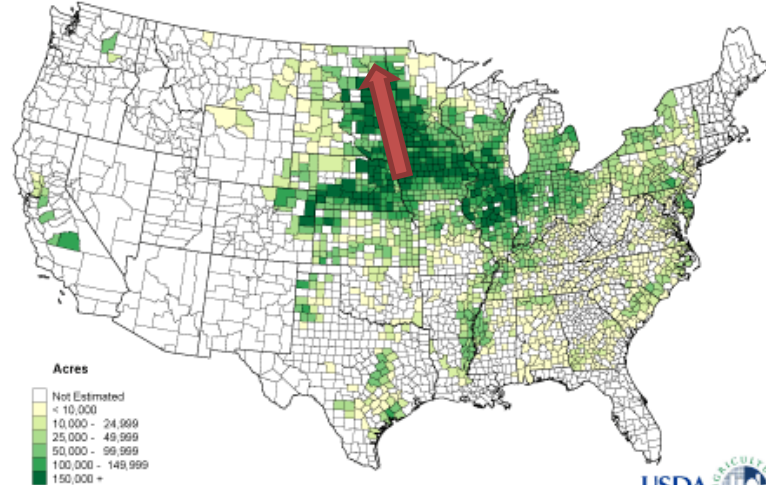 Acres
Not Estimated
< 10,000
10,000 - 24,999
25,000 - 49,999
50,000 - 99,999
100,000 - 149,999
150,000 +
USDA
AGRICULT